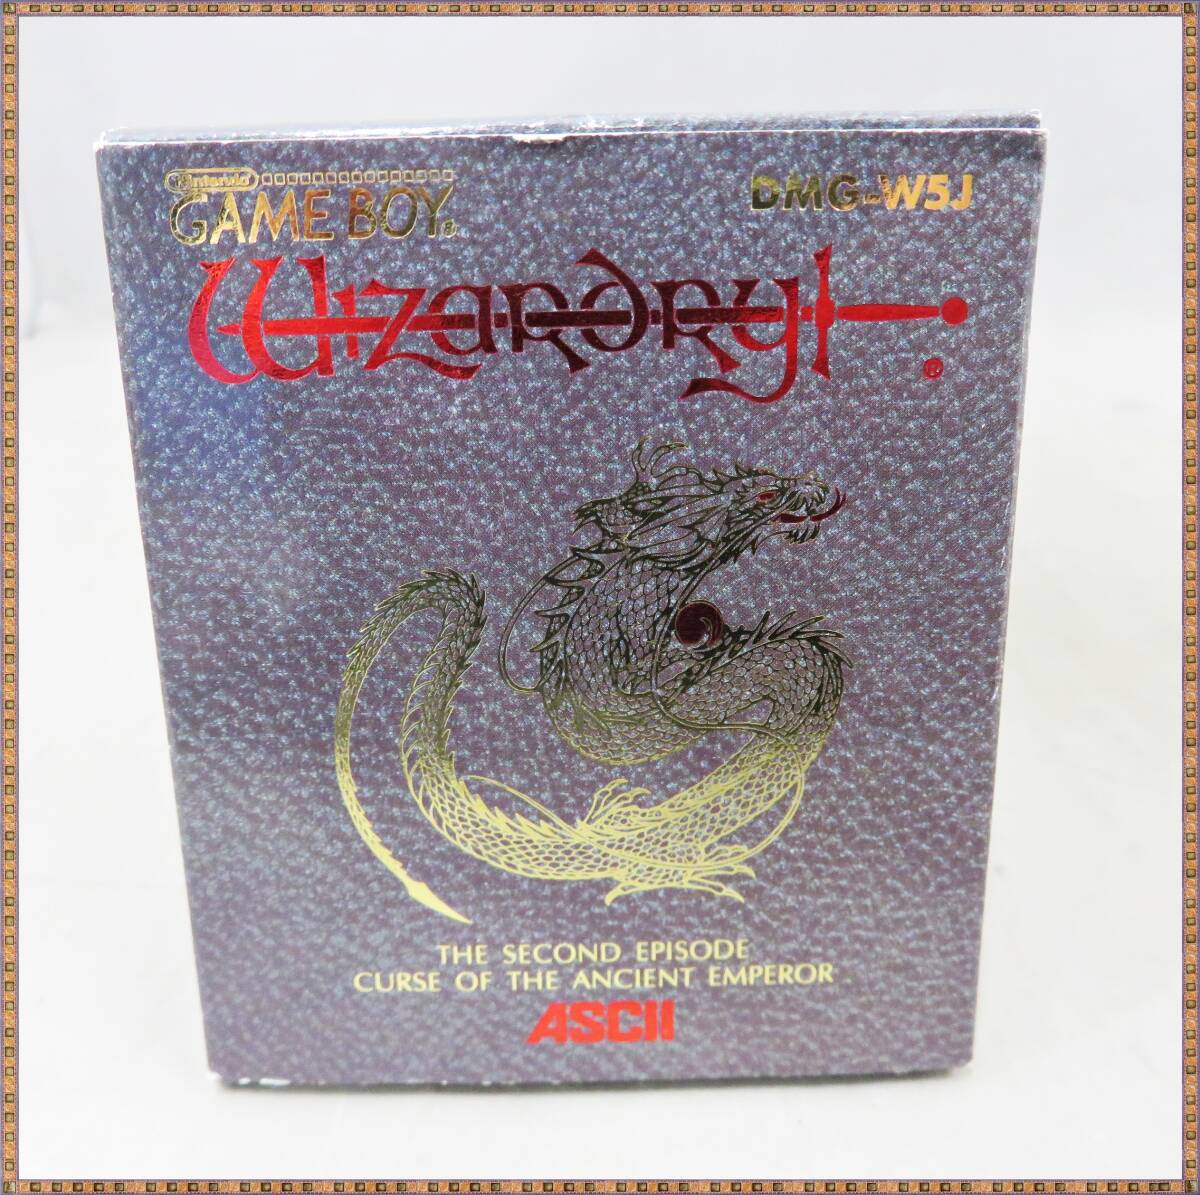 Nintendo
GAME BOY®
DMG-W5J
Wizardry
®
THE SECOND EPISODE
CURSE OF THE ANCIENT EMPEROR
ASCII